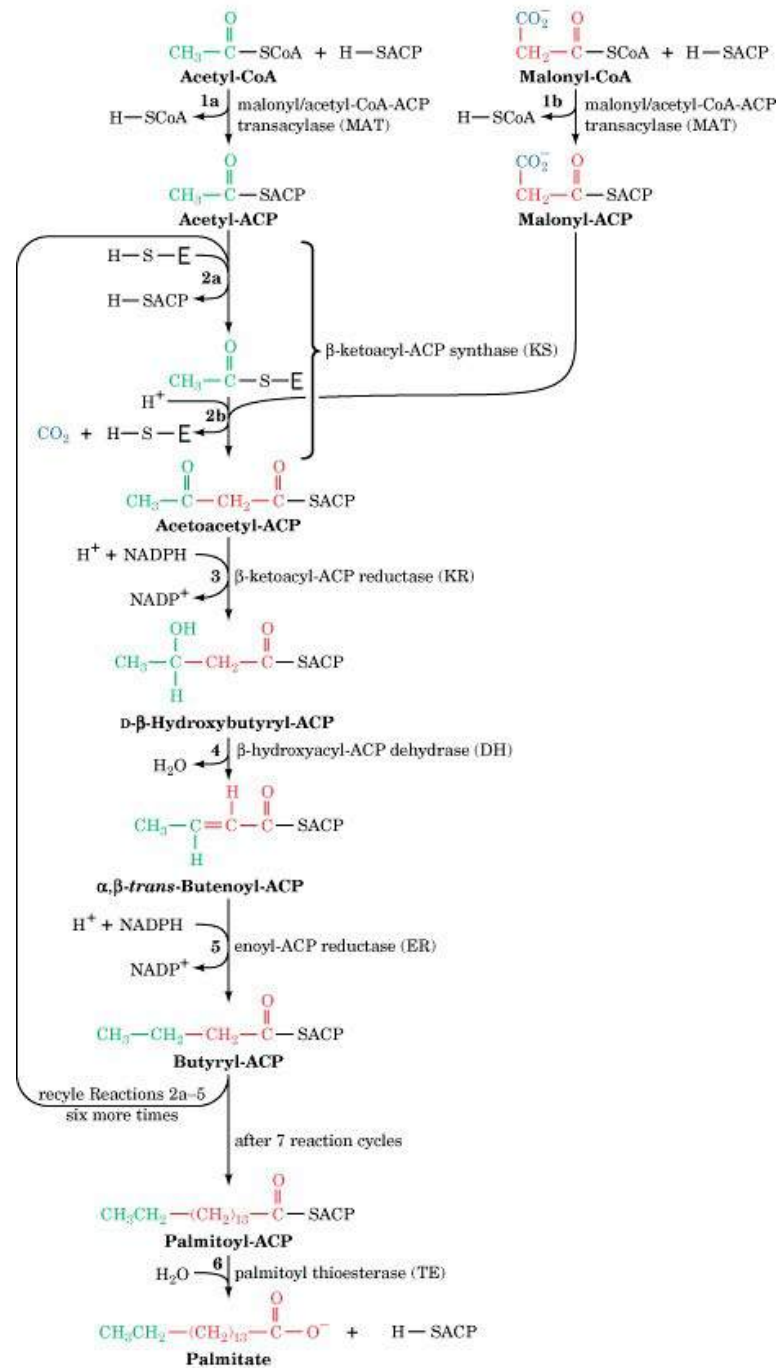 O
CH₃—C—SCoA + H—SACP
Acetyl-CoA
CO₂⁻ O
CH₂—C—SCoA + H—SACP
Malonyl-CoA
1a malonyl/acetyl-CoA-ACP
H—SCoA transacylase (MAT)
1b malonyl/acetyl-CoA-ACP
H—SCoA transacylase (MAT)
O
CH₃—C—SACP
Acetyl-ACP
CO₂⁻ O
CH₂—C—SACP
Malonyl-ACP
H—S—E
2a
H—SACP
β-ketoacyl-ACP synthase (KS)
O
CH₃—C—S—E
H⁺
2b
CO₂ + H—S—E
O O
CH₃—C—CH₂—C—SACP
Acetoacetyl-ACP
H⁺ + NADPH
3 β-ketoacyl-ACP reductase (KR)
NADP⁺
OH O
CH₃—C—CH₂—C—SACP
H
D-β-Hydroxybutyryl-ACP
4 β-hydroxyacyl-ACP dehydrase (DH)
H₂O
H O
CH₃—C=C—C—SACP
H
α,β-trans-Butenoyl-ACP
H⁺ + NADPH
5 enoyl-ACP reductase (ER)
NADP⁺
O
CH₃—CH₂—CH₂—C—SACP
Butyryl-ACP
recyle Reactions 2a–5
six more times
after 7 reaction cycles
O
CH₃CH₂—(CH₂)₁₃—C—SACP
Palmitoyl-ACP
6 palmitoyl thioesterase (TE)
H₂O
O
CH₃CH₂—(CH₂)₁₃—C—O⁻ + H—SACP
Palmitate